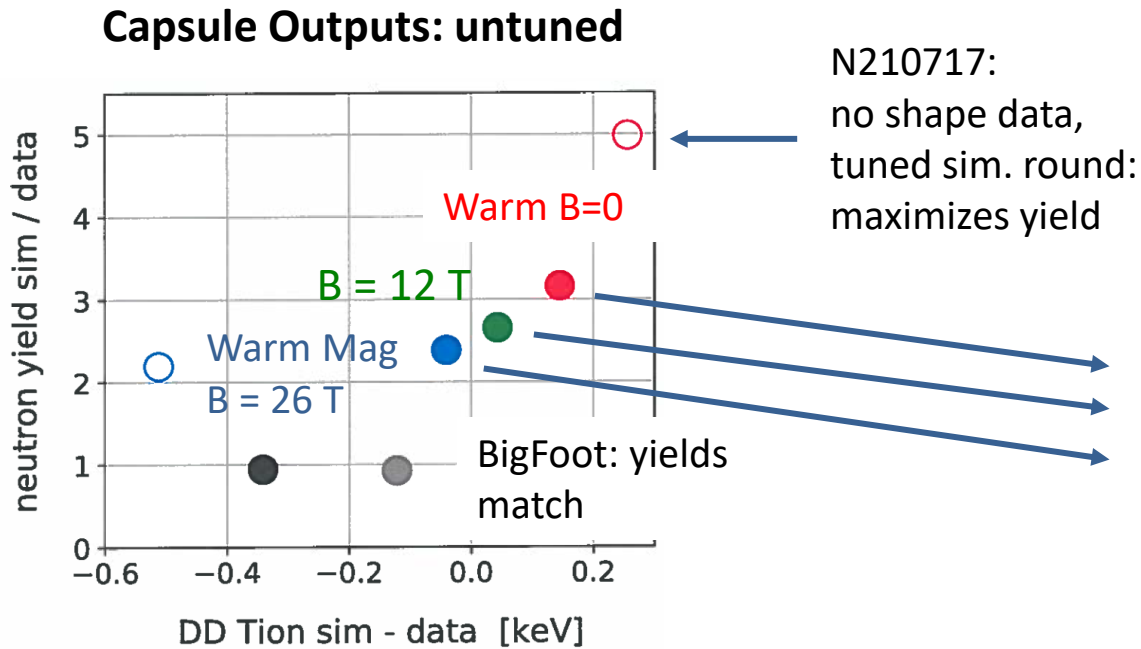 Capsule Outputs: untuned
N210717:
no shape data,
tuned sim. round:
maximizes yield
neutron yield sim / data
5
4
3
2
1
0
Warm B=0
B = 12 T
Warm Mag
B = 26 T
BigFoot: yields
match
−0.6
−0.4
−0.2
0.0
0.2
DD Tion sim - data [keV]